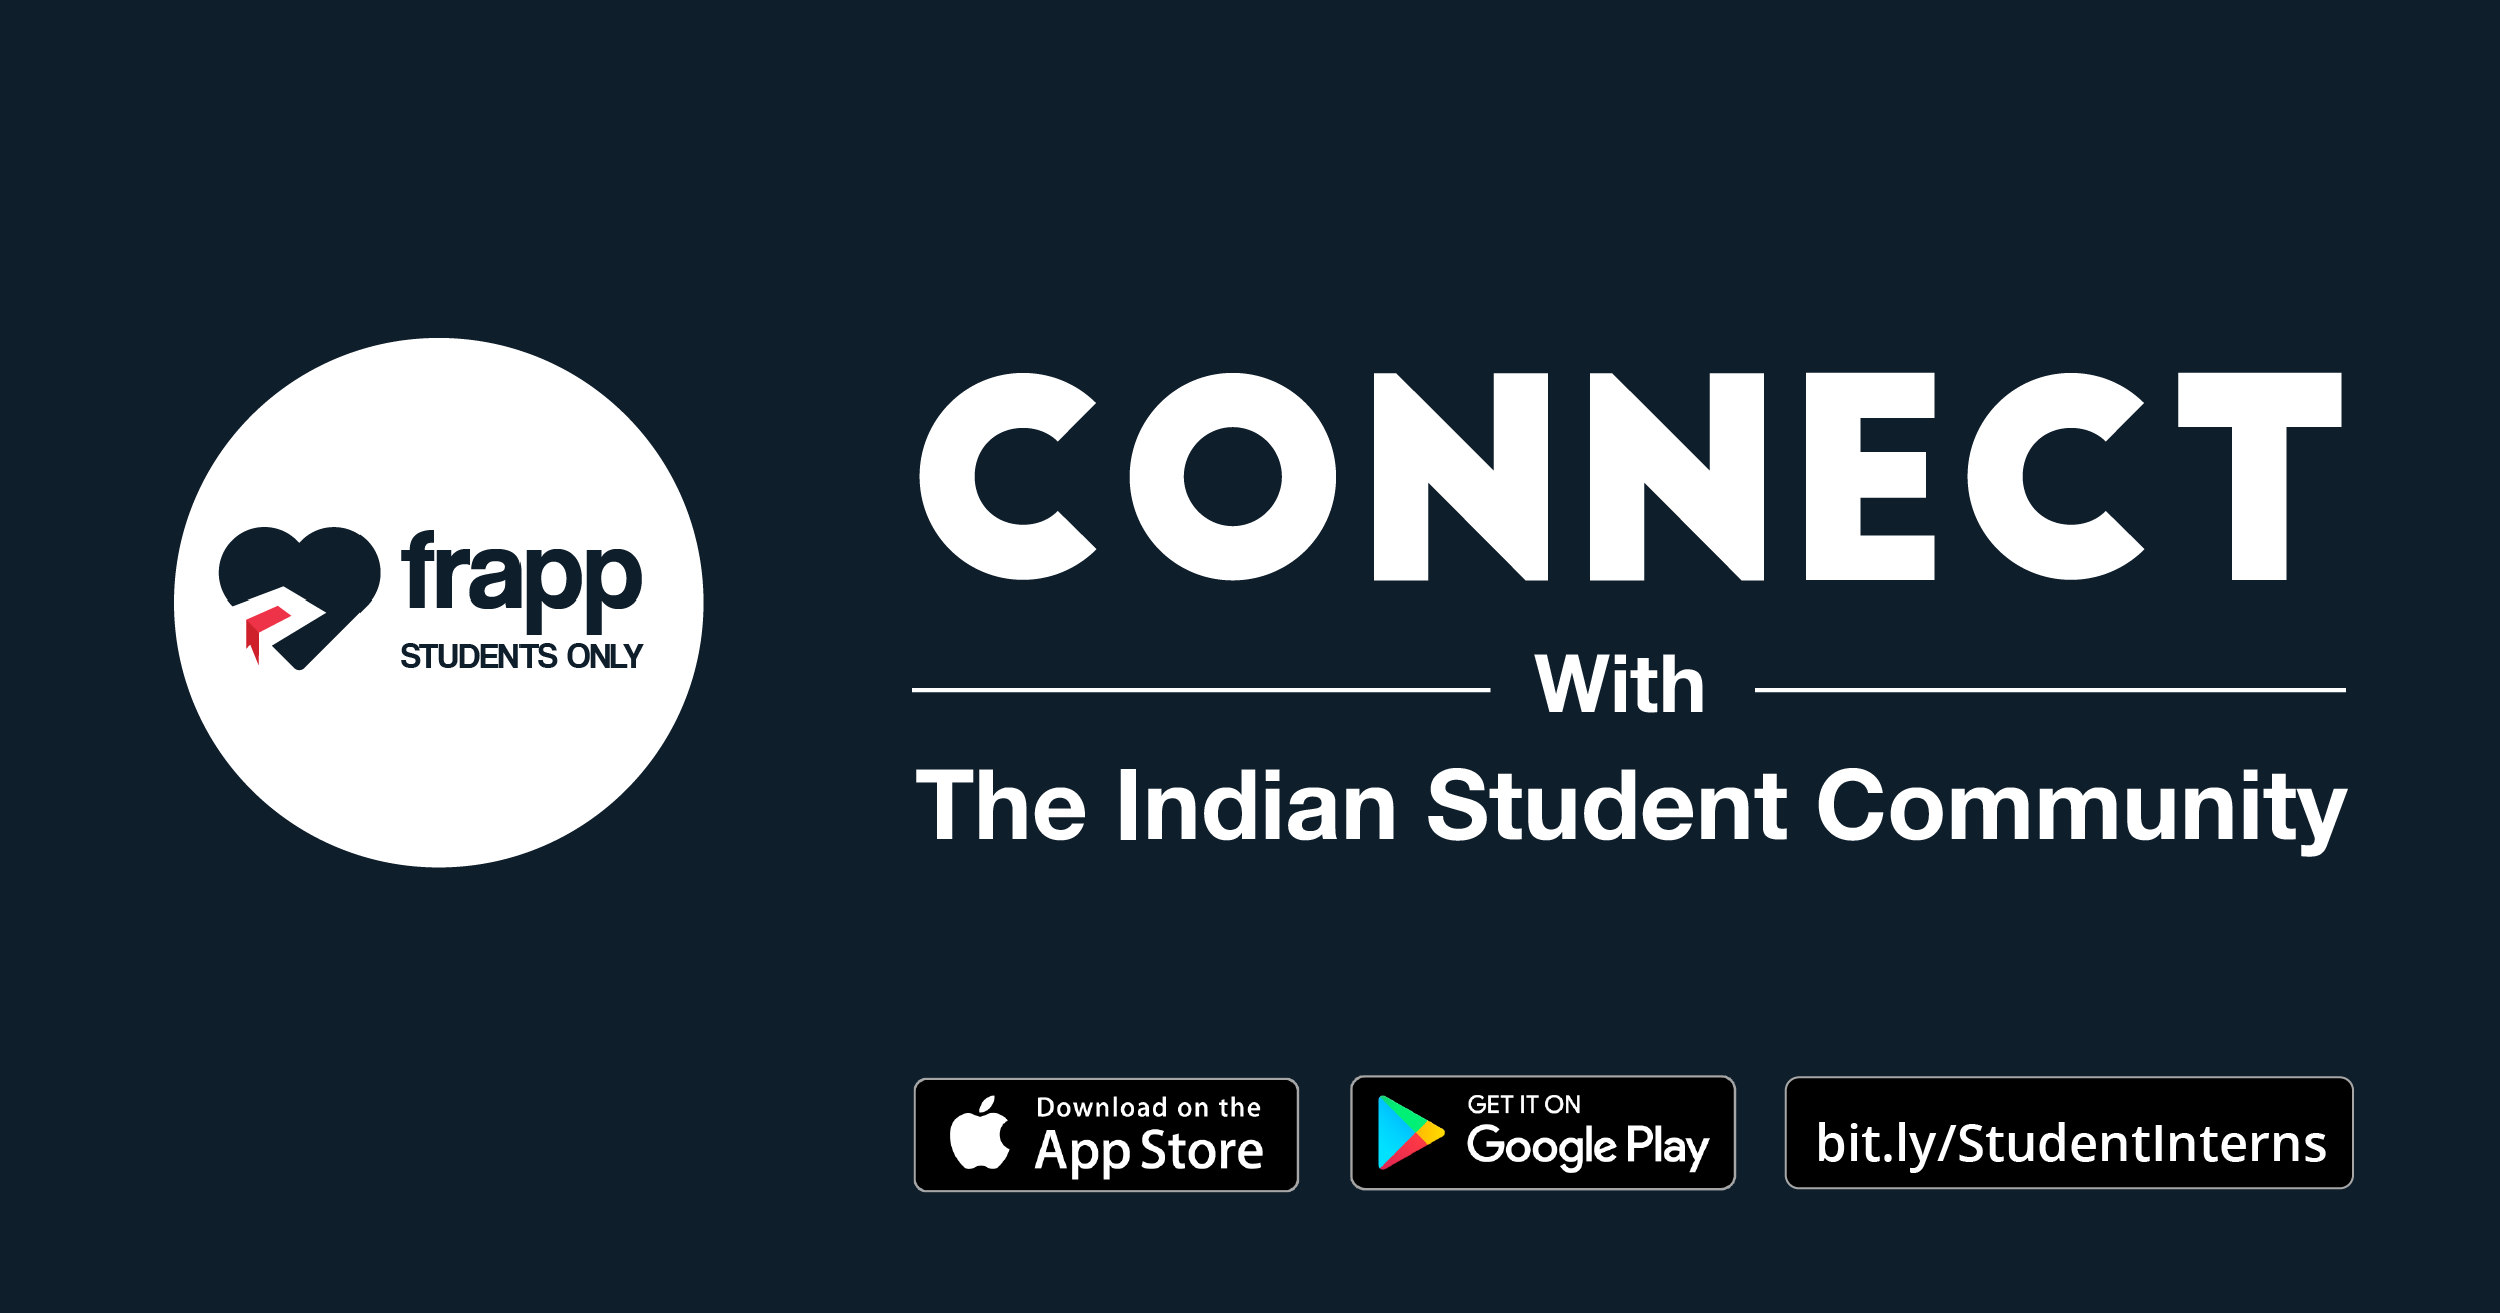 frapp
STUDENTS ONLY
CONNECT
With
The Indian Student Community
Download on the
App Store
GET IT ON
Google Play
bit.ly/StudentInterns